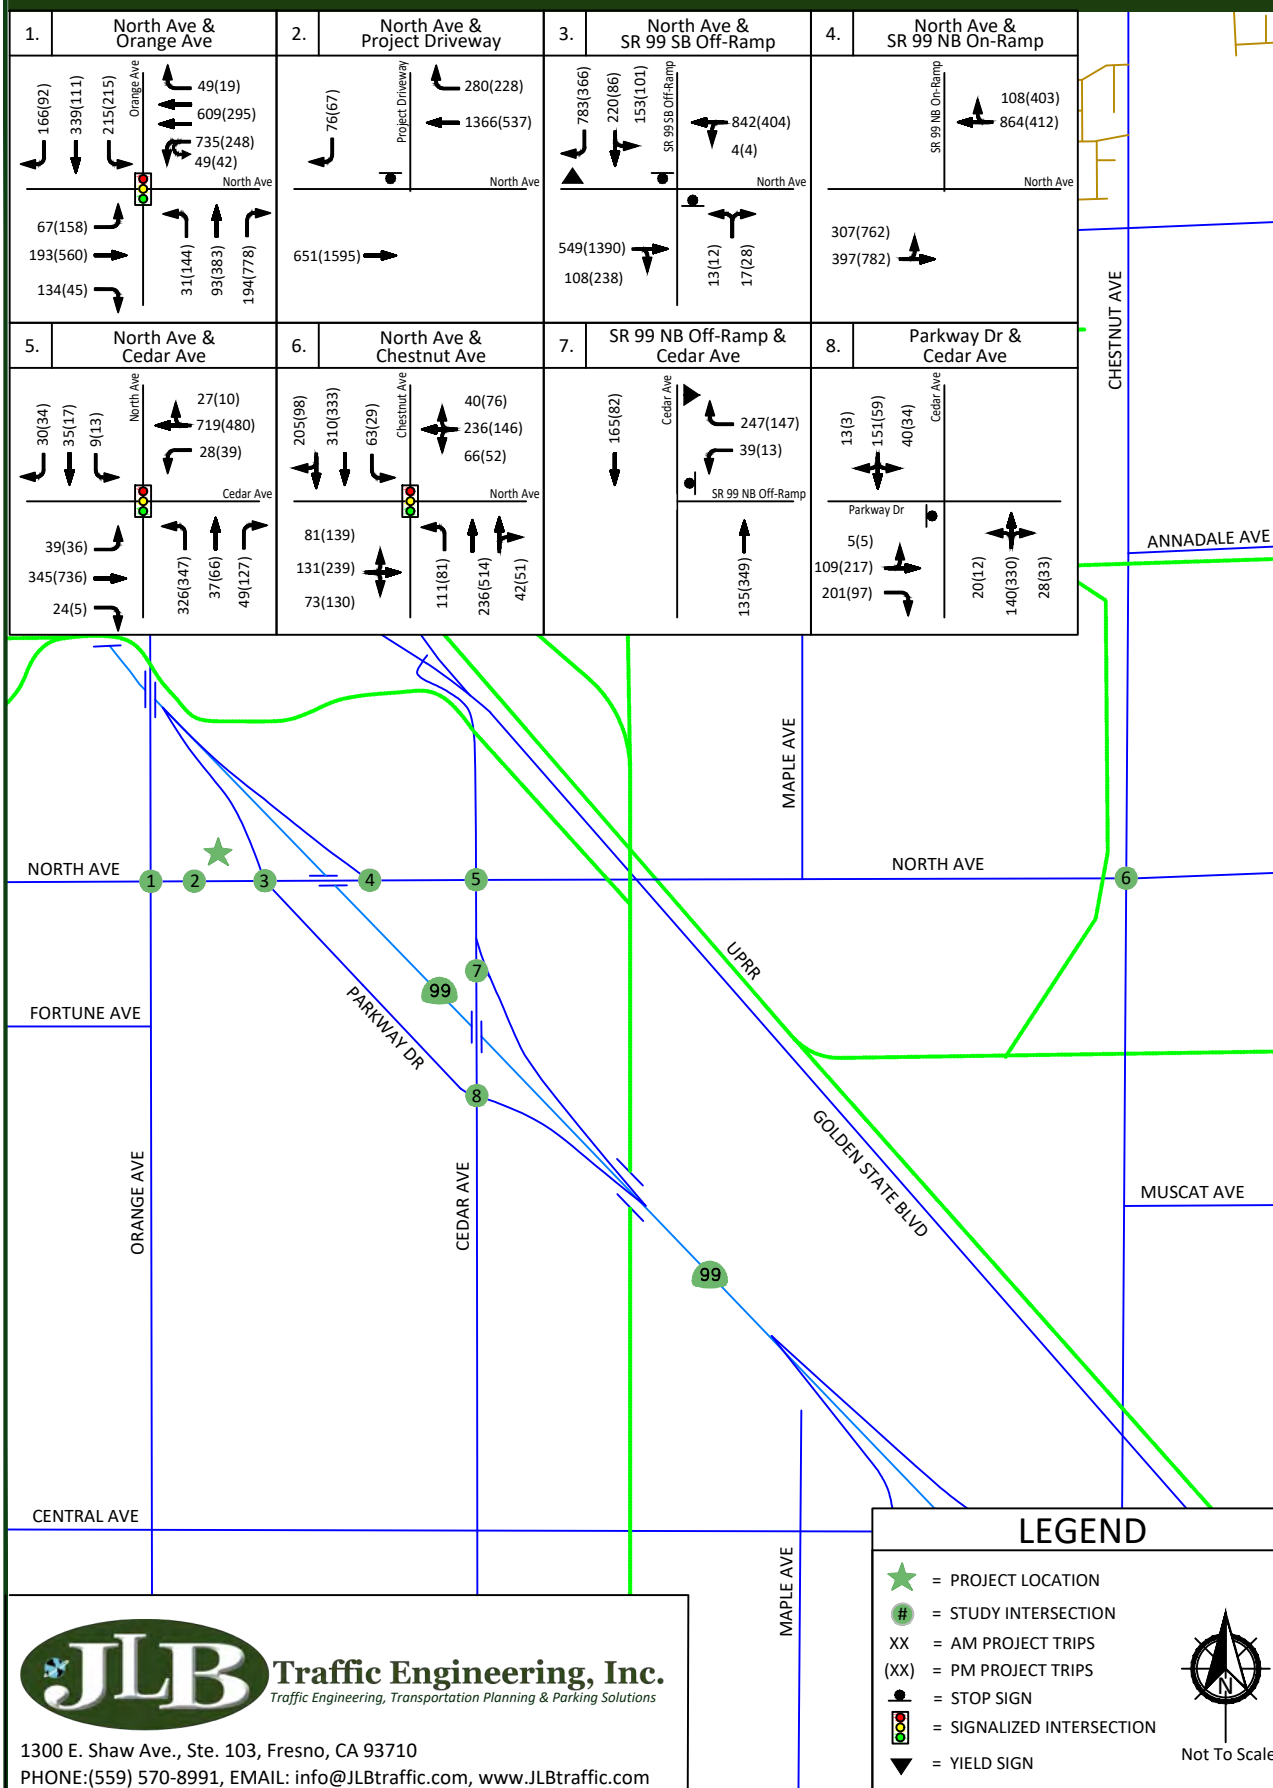 1.
North Ave &
Orange Ave
166(92)
339(111)
215(215)
Orange Ave
49(19)
609(295)
735(248)
49(42)
North Ave
67(158)
193(560)
134(45)
31(144)
93(383)
194(778)
2.
North Ave &
Project Driveway
76(67)
Project Driveway
280(228)
1366(537)
North Ave
651(1595)
3.
North Ave &
SR 99 SB Off-Ramp
783(366)
220(86)
153(101)
SR 99 SB Off-Ramp
842(404)
4(4)
North Ave
549(1390)
108(238)
13(12)
17(28)
4.
North Ave &
SR 99 NB On-Ramp
SR 99 NB On-Ramp
108(403)
864(412)
North Ave
307(762)
397(782)
5.
North Ave &
Cedar Ave
30(34)
35(17)
9(13)
North Ave
27(10)
719(480)
28(39)
Cedar Ave
39(36)
345(736)
24(5)
326(347)
37(66)
49(127)
6.
North Ave &
Chestnut Ave
205(98)
310(333)
63(29)
Chestnut Ave
40(76)
236(146)
66(52)
North Ave
81(139)
131(239)
73(130)
111(81)
236(514)
42(51)
7.
SR 99 NB Off-Ramp &
Cedar Ave
165(82)
Cedar Ave
247(147)
39(13)
SR 99 NB Off-Ramp
135(349)
8.
Parkway Dr &
Cedar Ave
13(3)
151(59)
40(34)
Cedar Ave
Parkway Dr
5(5)
109(217)
201(97)
20(12)
140(330)
28(33)
CHESTNUT AVE
ANNADALE AVE
MAPLE AVE
NORTH AVE
NORTH AVE
1
2
3
4
5
6
7
8
99
UPRR
FORTUNE AVE
PARKWAY DR
GOLDEN STATE BLVD
ORANGE AVE
CEDAR AVE
MUSCAT AVE
99
CENTRAL AVE
MAPLE AVE
LEGEND
= PROJECT LOCATION
# = STUDY INTERSECTION
XX = AM PROJECT TRIPS
(XX) = PM PROJECT TRIPS
= STOP SIGN
= SIGNALIZED INTERSECTION
= YIELD SIGN
N
Not To Scale
JLB Traffic Engineering, Inc.
Traffic Engineering, Transportation Planning & Parking Solutions
1300 E. Shaw Ave., Ste. 103, Fresno, CA 93710
PHONE:(559) 570-8991, EMAIL: info@JLBtraffic.com, www.JLBtraffic.com